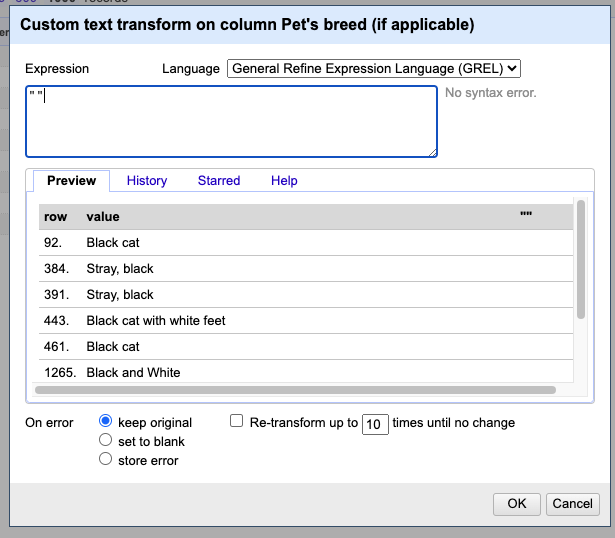 Custom text transform on column Pet's breed (if applicable)
Expression Language General Refine Expression Language (GREL)
"" No syntax error.
Preview History Starred Help
row value ""
92. Black cat
384. Stray, black
391. Stray, black
443. Black cat with white feet
461. Black cat
1265. Black and White
On error keep original Re-transform up to 10 times until no change
set to blank
store error
OK Cancel